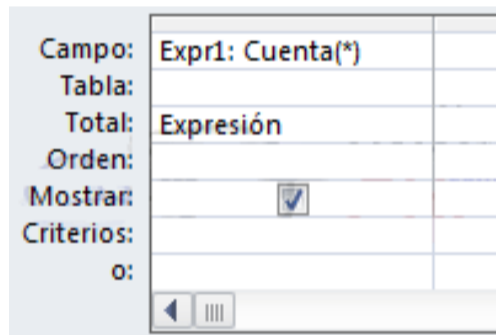 Campo: Expr1: Cuenta(*)
Tabla:
Total: Expresión
Orden:
Mostrar:
Criterios:
o: